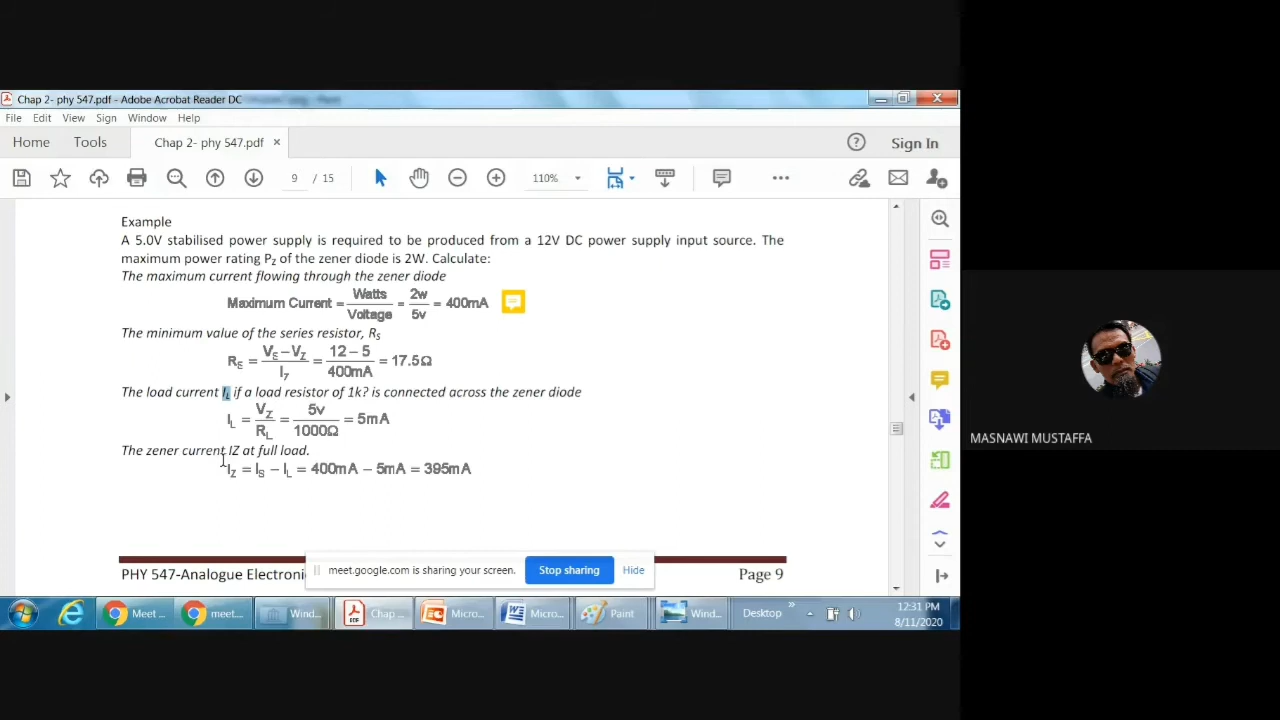 Chap 2- phy 547.pdf - Adobe Acrobat Reader DC
File Edit View Sign Window Help
Home Tools Chap 2- phy 547.pdf × ? Sign In
9 / 15 110%
Example
A 5.0V stabilised power supply is required to be produced from a 12V DC power supply input source. The
maximum power rating PZ of the zener diode is 2W. Calculate:
The maximum current flowing through the zener diode
Maximum Current = Watts / Voltage = 2w / 5v = 400mA
The minimum value of the series resistor, RS
RS = VS − VZ / IZ = 12 − 5 / 400mA = 17.5Ω
The load current IL if a load resistor of 1k? is connected across the zener diode
IL = VZ / RL = 5v / 1000Ω = 5mA
The zener current IZ at full load.
IZ = IS − IL = 400mA − 5mA = 395mA
MASNAWI MUSTAFFA
meet.google.com is sharing your screen. Stop sharing Hide
PHY 547-Analogue Electroni Page 9
Meet ... meet... Wind... Chap ... Micro... Micro... Paint Wind... Desktop » 12:31 PM
8/11/2020